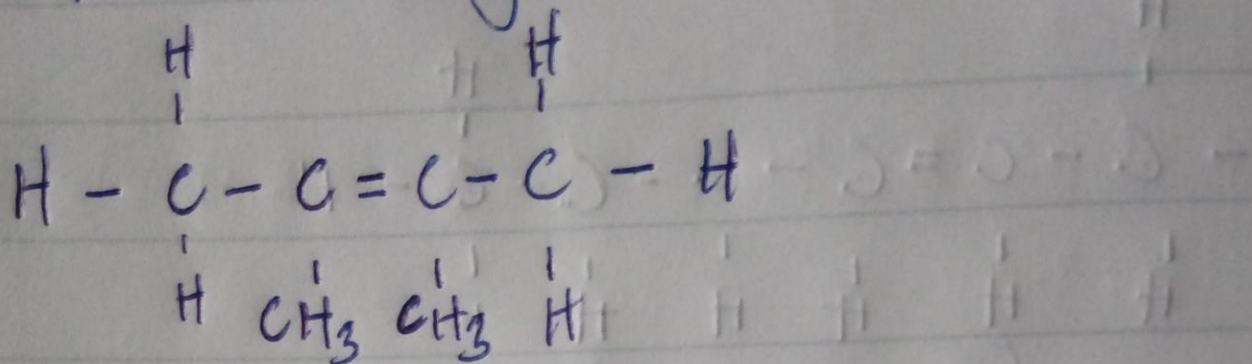 H H
| |
H - C - C = C - C - H
| | | |
H CH3 CH3 H